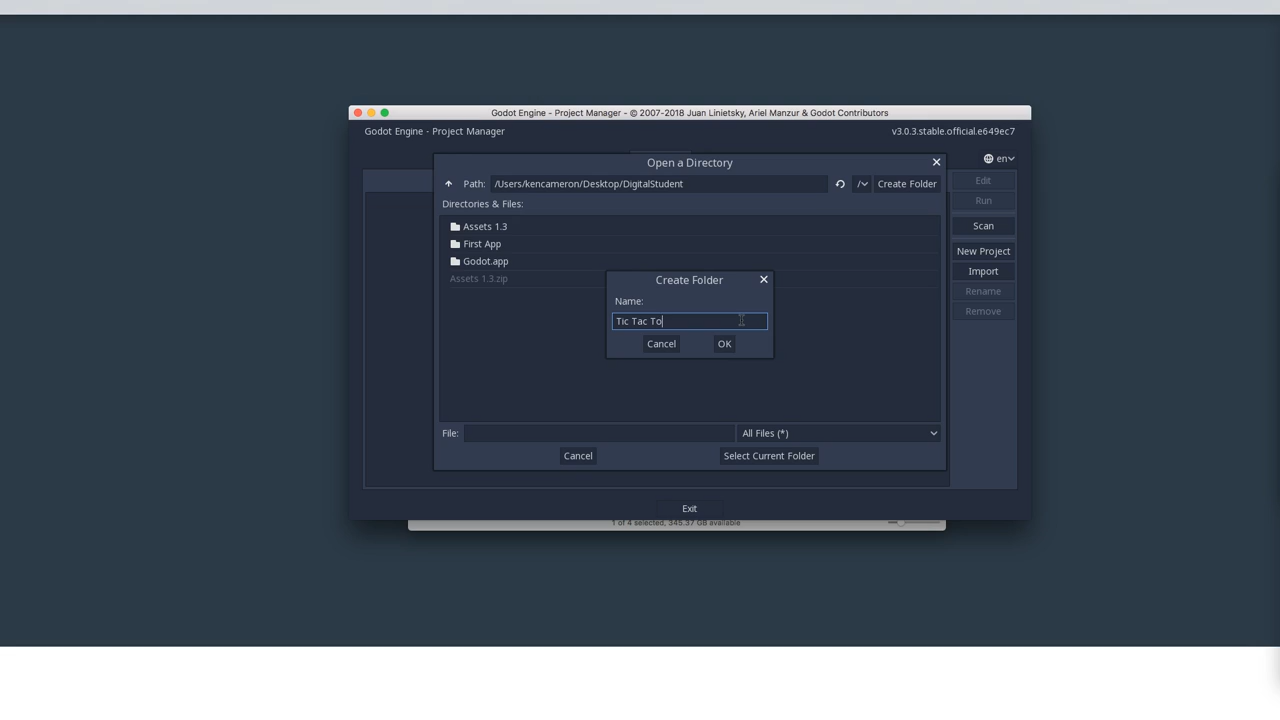 Godot Engine - Project Manager - © 2007-2018 Juan Linietsky, Ariel Manzur & Godot Contributors
Godot Engine - Project Manager
v3.0.3.stable.official.e649ec7
en
Open a Directory
Path: /Users/kencameron/Desktop/DigitalStudent / Create Folder
Directories & Files:
Assets 1.3
First App
Godot.app
Assets 1.3.zip
Create Folder
Name:
Tic Tac To
Cancel OK
File: All Files (*)
Cancel Select Current Folder
Edit
Run
Scan
New Project
Import
Rename
Remove
Exit
1 of 4 selected, 345.37 GB available